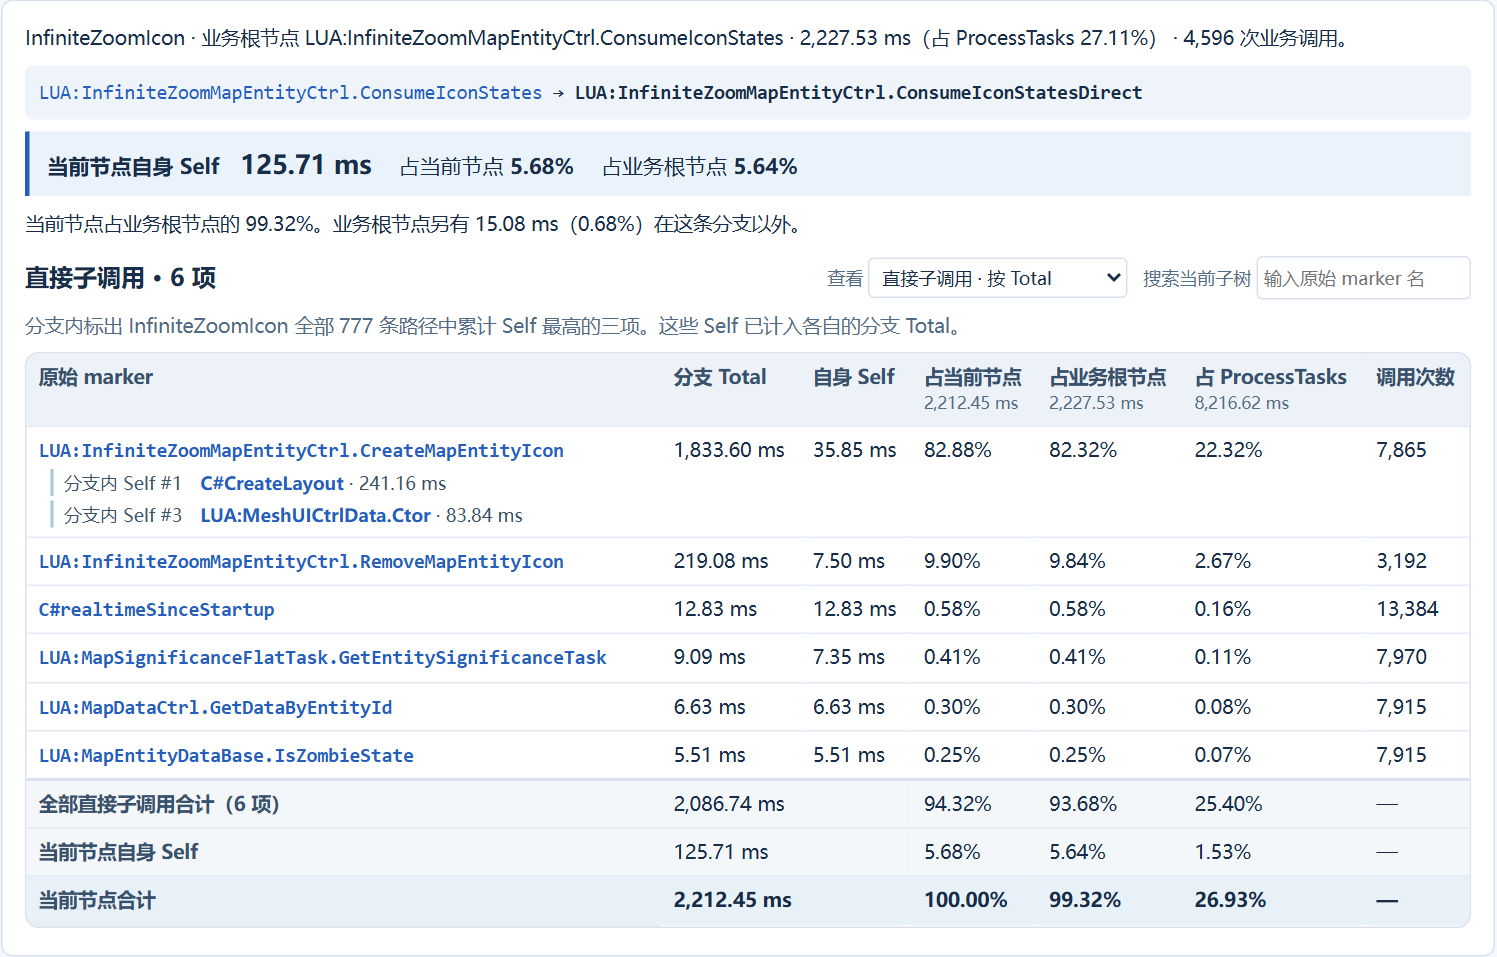 InfiniteZoomIcon · 业务根节点 LUA:InfiniteZoomMapEntityCtrl.ConsumeIconStates · 2,227.53 ms（占 ProcessTasks 27.11%） · 4,596 次业务调用。
LUA:InfiniteZoomMapEntityCtrl.ConsumeIconStates → LUA:InfiniteZoomMapEntityCtrl.ConsumeIconStatesDirect
当前节点自身 Self 125.71 ms 占当前节点 5.68% 占业务根节点 5.64%
当前节点占业务根节点的 99.32%。业务根节点另有 15.08 ms（0.68%）在这条分支以外。
直接子调用 · 6 项 查看 直接子调用 · 按 Total 搜索当前子树 输入原始 marker 名
分支内标出 InfiniteZoomIcon 全部 777 条路径中累计 Self 最高的三项。这些 Self 已计入各自的分支 Total。
原始 marker 分支 Total 自身 Self 占当前节点 占业务根节点 占 ProcessTasks 调用次数
2,212.45 ms 2,227.53 ms 8,216.62 ms
LUA:InfiniteZoomMapEntityCtrl.CreateMapEntityIcon 1,833.60 ms 35.85 ms 82.88% 82.32% 22.32% 7,865
分支内 Self #1 C#CreateLayout · 241.16 ms
分支内 Self #3 LUA:MeshUICtrlData.Ctor · 83.84 ms
LUA:InfiniteZoomMapEntityCtrl.RemoveMapEntityIcon 219.08 ms 7.50 ms 9.90% 9.84% 2.67% 3,192
C#realtimeSinceStartup 12.83 ms 12.83 ms 0.58% 0.58% 0.16% 13,384
LUA:MapSignificanceFlatTask.GetEntitySignificanceTask 9.09 ms 7.35 ms 0.41% 0.41% 0.11% 7,970
LUA:MapDataCtrl.GetDataByEntityId 6.63 ms 6.63 ms 0.30% 0.30% 0.08% 7,915
LUA:MapEntityDataBase.IsZombieState 5.51 ms 5.51 ms 0.25% 0.25% 0.07% 7,915
全部直接子调用合计（6 项） 2,086.74 ms 94.32% 93.68% 25.40% —
当前节点自身 Self 125.71 ms 5.68% 5.64% 1.53% —
当前节点合计 2,212.45 ms 100.00% 99.32% 26.93% —